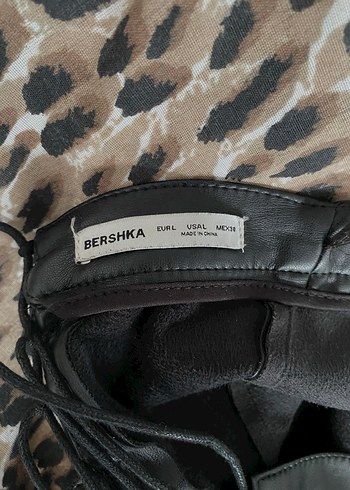 BERSHKA EUR L USA L MEX 30
MADE IN CHINA